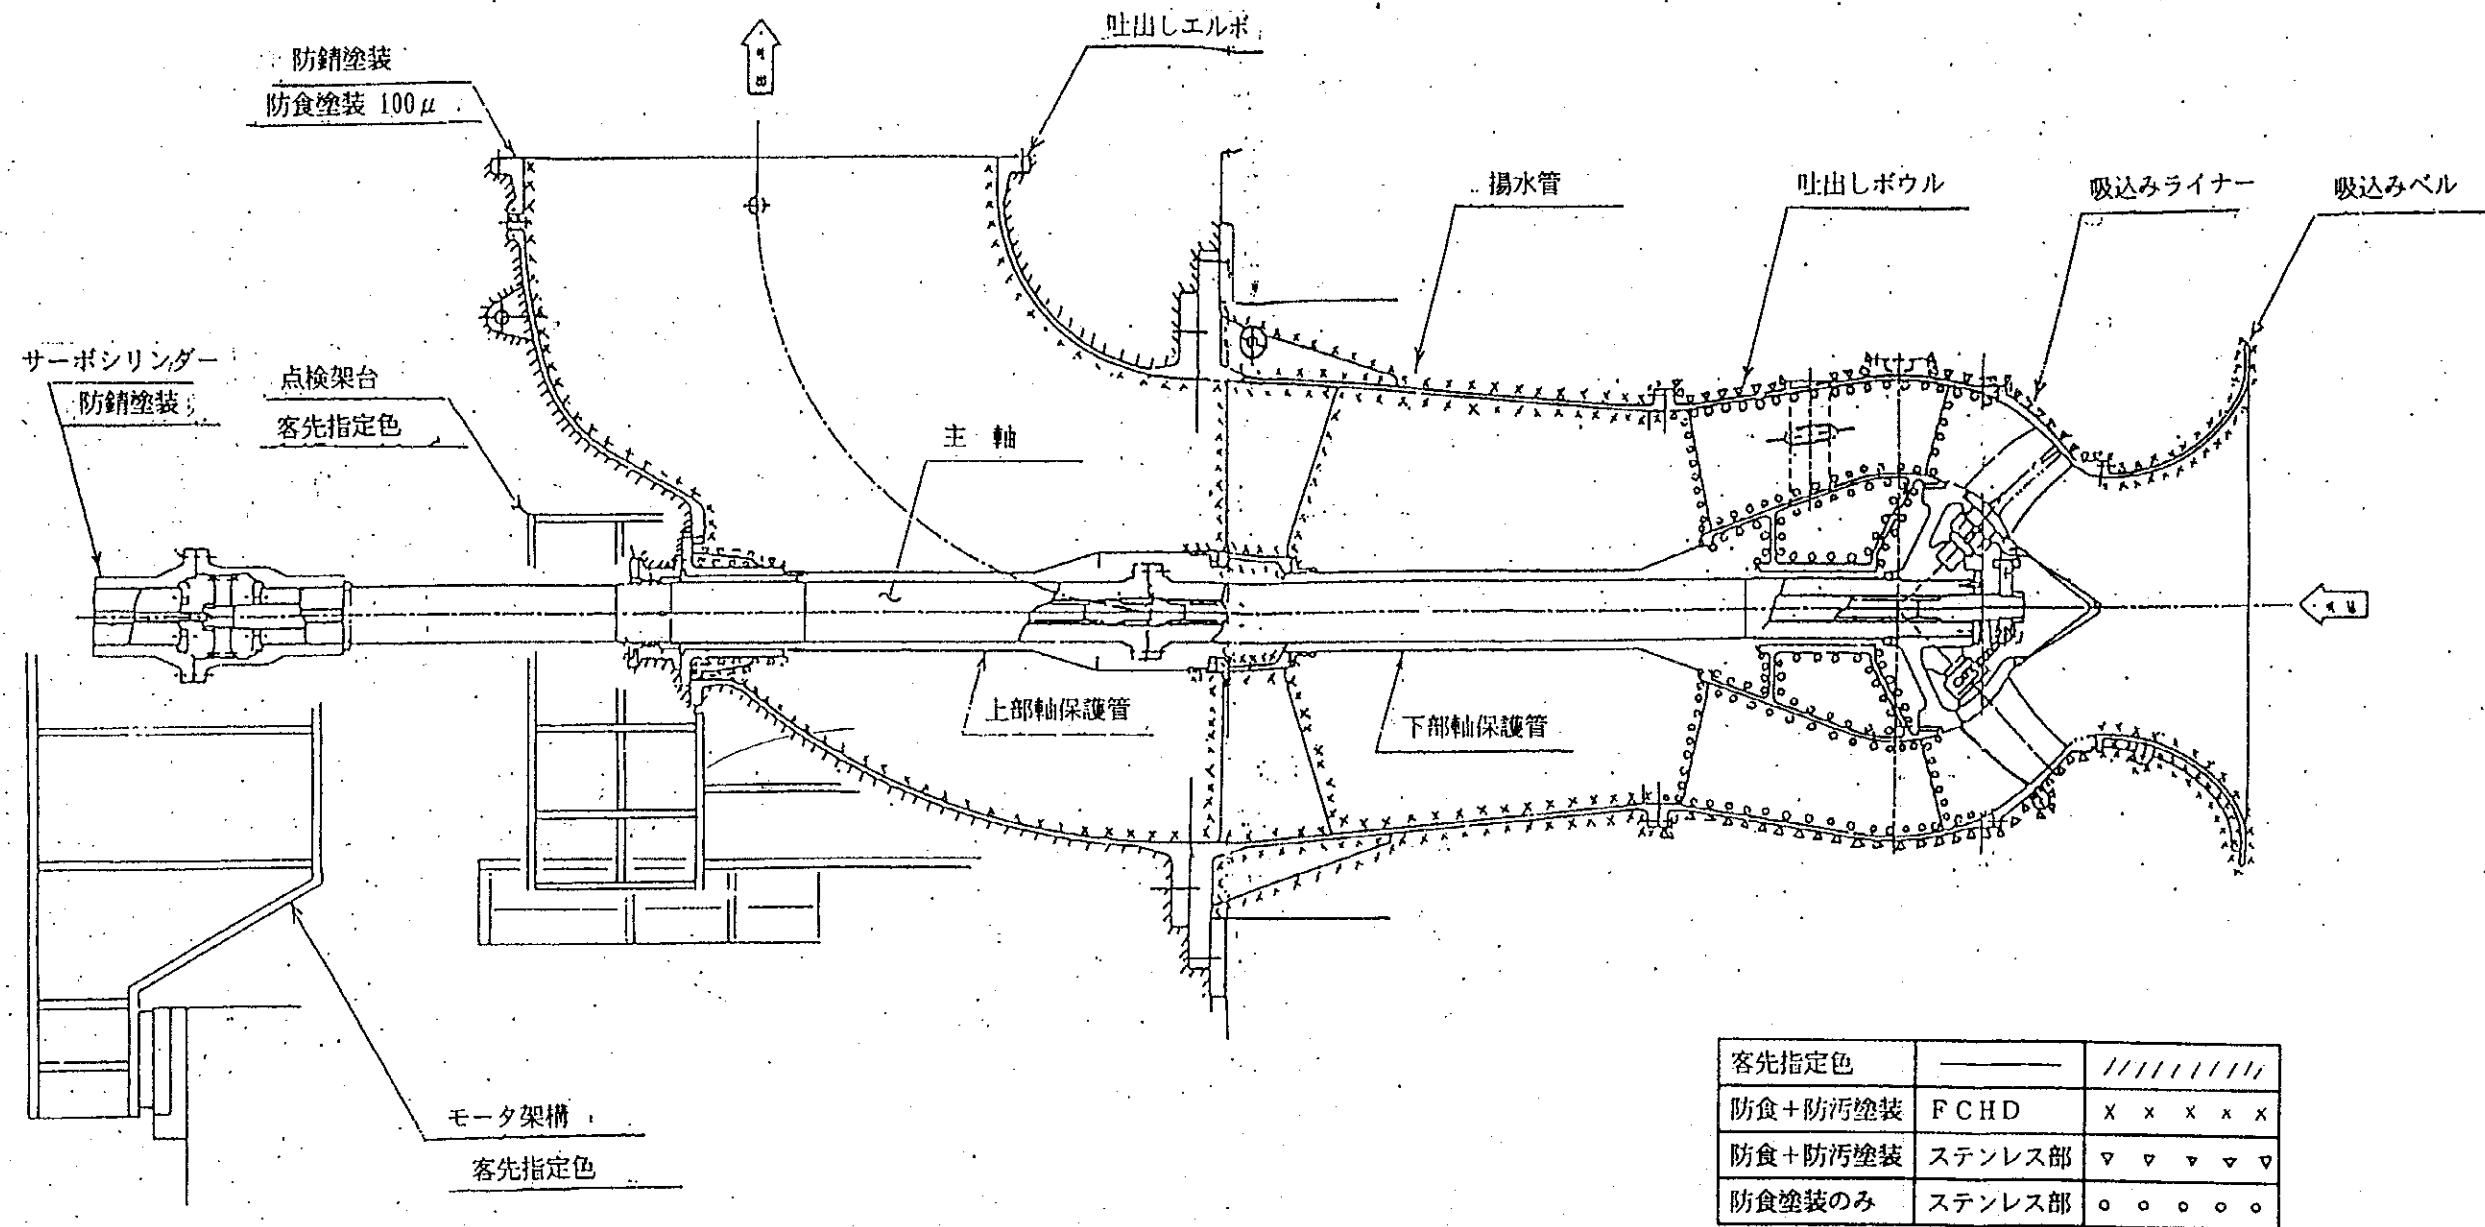 防錆塗装
防食塗装 100μ
吐出しエルボ
揚水管
吐出しボウル
吸込みライナー
吸込みベル
サーボシリンダー
防錆塗装
点検架台
客先指定色
主 軸
上部軸保護管
下部軸保護管
モータ架構
客先指定色
客先指定色
防食+防汚塗装 FCHD × × × × ×
防食+防汚塗装 ステンレス部 ▽ ▽ ▽ ▽ ▽
防食塗装のみ ステンレス部 ○ ○ ○ ○ ○